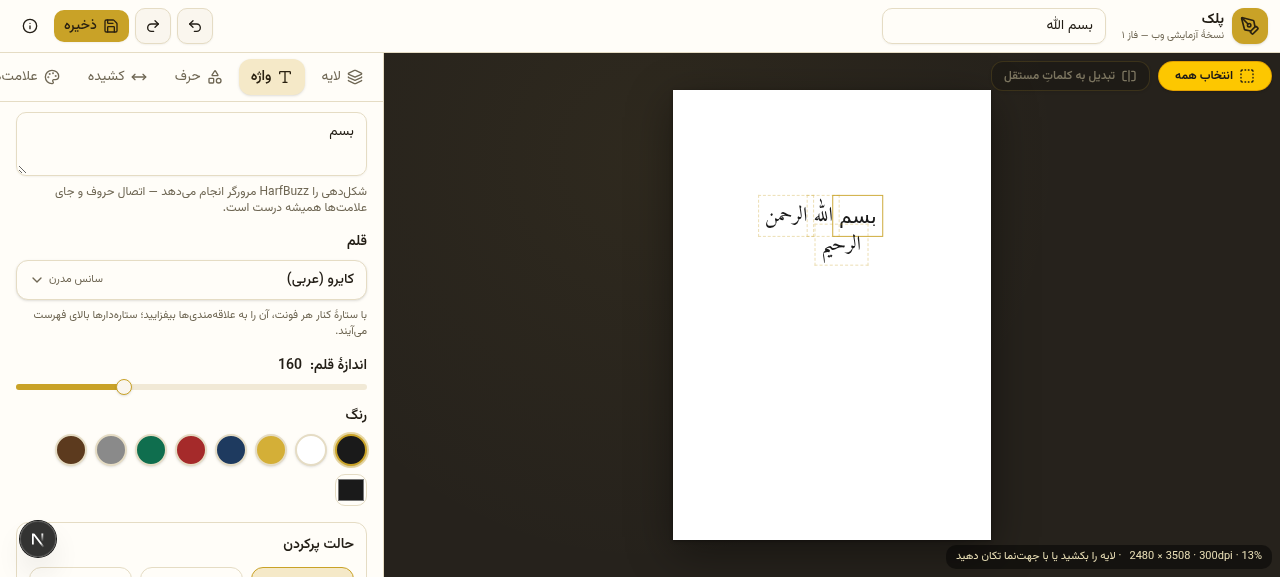 پلک
نسخهٔ آزمایشی وب — فاز ۱
بسم الله
ذخیره
لایه
واژه
حرف
کشیده
علامت‌ه
انتخاب همه
تبدیل به کلماتِ مستقل
بسم
شکل‌دهی را HarfBuzz مرورگر انجام می‌دهد — اتصال حروف و جای
علامت‌ها همیشه درست است.
قلم
کایرو (عربی)
سانس مدرن
با ستارهٔ کنار هر فونت، آن را به علاقه‌مندی‌ها بیفزایید؛ ستاره‌دارها بالای فهرست
می‌آیند.
اندازهٔ قلم: 160
رنگ
حالت پرکردن
بسم الله الرحمن
الرحیم
2480 × 3508 · 300dpi · 13% · لایه را بکشید یا با جهت‌نما تکان دهید